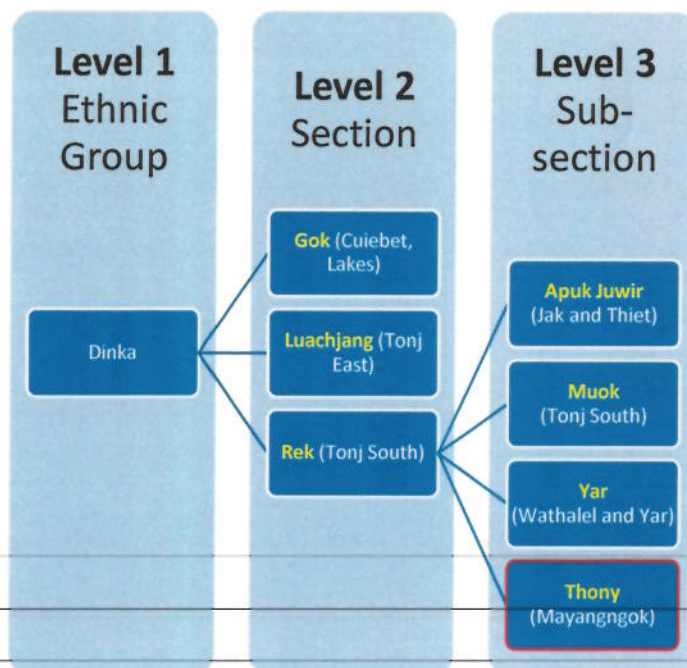 Level 1
Ethnic
Group
Level 2
Section
Level 3
Sub-
section
Dinka
Gok (Cuiebet,
Lakes)
Luachjang (Tonj
East)
Rek (Tonj South)
Apuk Juwir
(Jak and Thiet)
Muok
(Tonj South)
Yar
(Wathalel and Yar)
Thony
(Mayangngok)